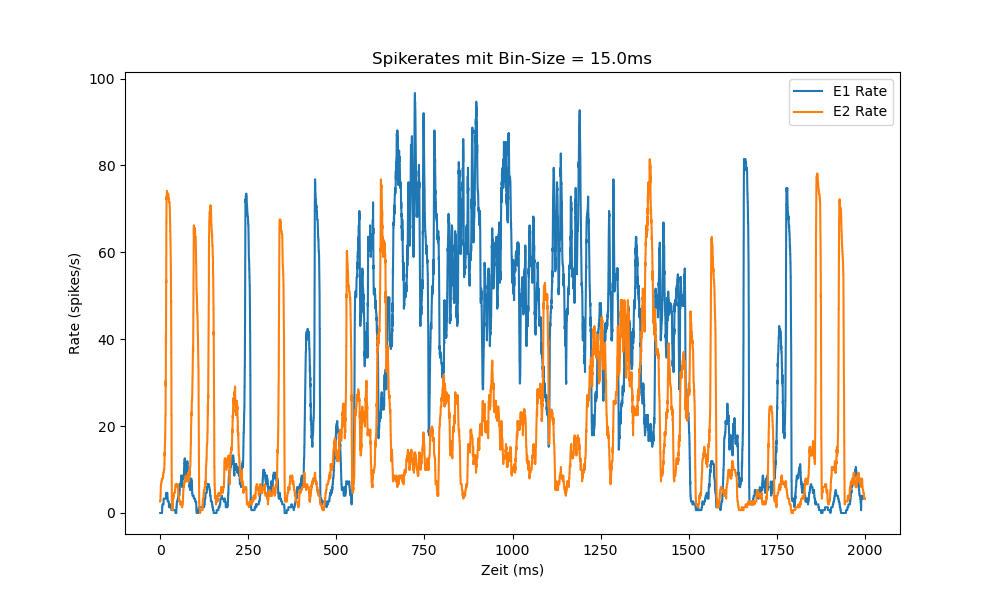 Spikerates mit Bin-Size = 15.0ms
E1 Rate
E2 Rate
Rate (spikes/s)
100
80
60
40
20
0
0 250 500 750 1000 1250 1500 1750 2000
Zeit (ms)